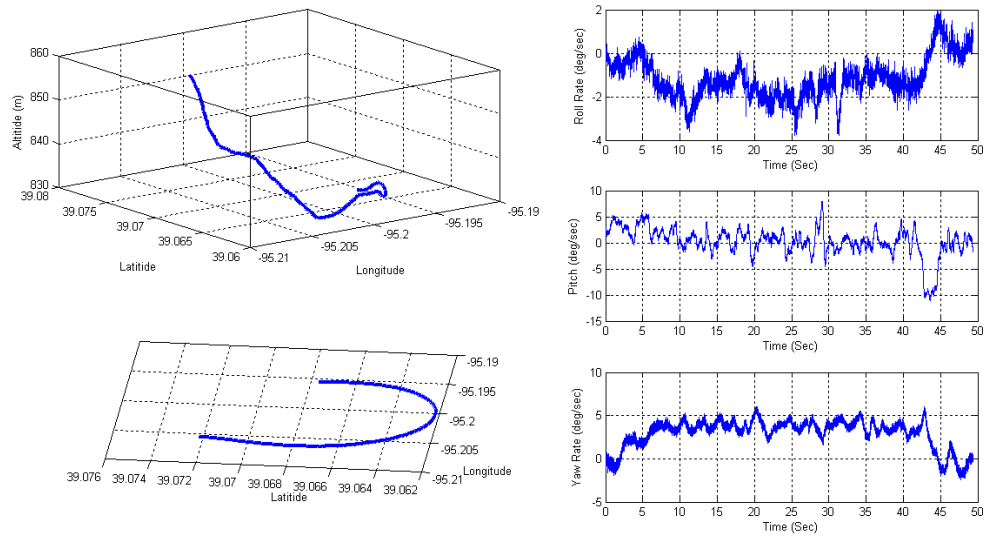 860
850
840
830
Altitide (m)
39.08
39.075
39.07
39.065
39.06
Latitide
-95.21
-95.205
-95.2
-95.195
-95.19
Longitude
39.076
39.074
39.072
39.07
39.068
39.066
39.064
39.062
Latitide
-95.19
-95.195
-95.2
-95.205
-95.21
Longitude
2
0
-2
-4
Roll Rate (deg/sec)
0 5 10 15 20 25 30 35 40 45 50
Time (Sec)
10
5
0
-5
-10
-15
Pitch (deg/sec)
0 5 10 15 20 25 30 35 40 45 50
Time (Sec)
10
5
0
-5
Yaw Rate (deg/sec)
0 5 10 15 20 25 30 35 40 45 50
Time (Sec)